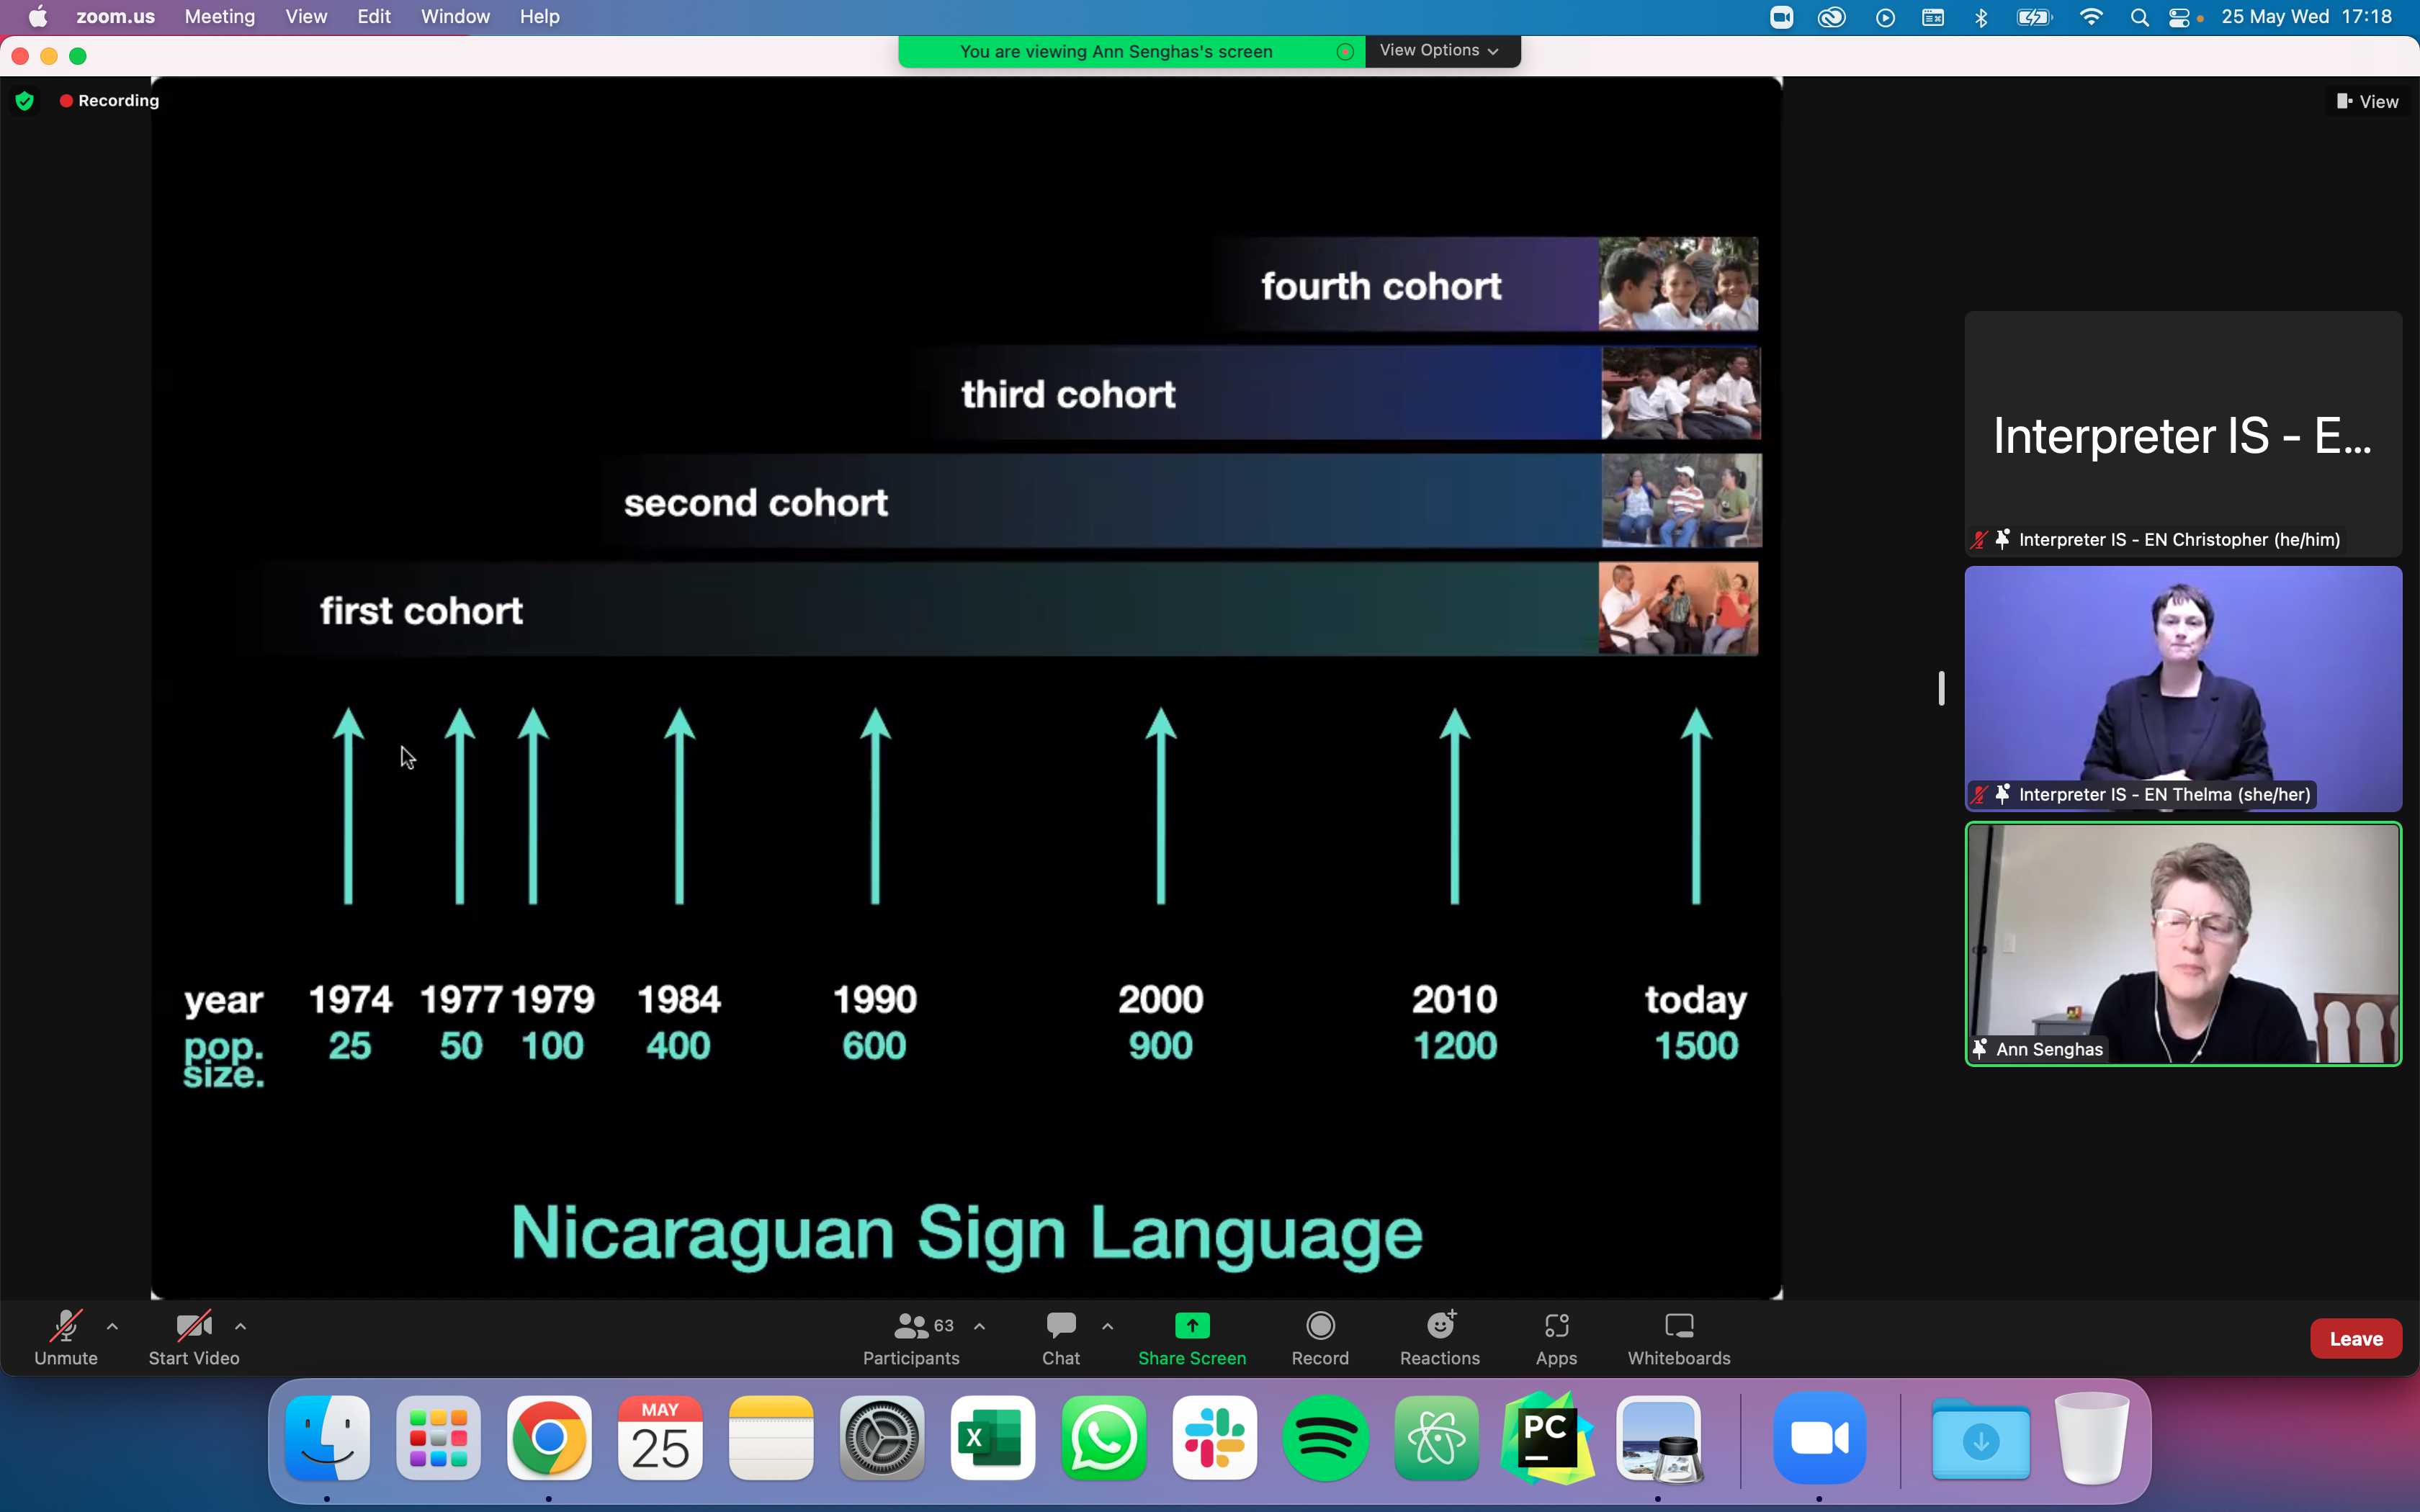 zoom.us Meeting View Edit Window Help 25 May Wed 17:18
You are viewing Ann Senghas's screen View Options
Recording
View
fourth cohort
third cohort
second cohort
first cohort
year 1974 1977 1979 1984 1990 2000 2010 today
pop. 25 50 100 400 600 900 1200 1500
size.
Nicaraguan Sign Language
Interpreter IS - E...
Interpreter IS - EN Christopher (he/him)
Interpreter IS - EN Thelma (she/her)
Ann Senghas
63
Unmute Start Video Participants Chat Share Screen Record Reactions Apps Whiteboards Leave
MAY
25
X
PC